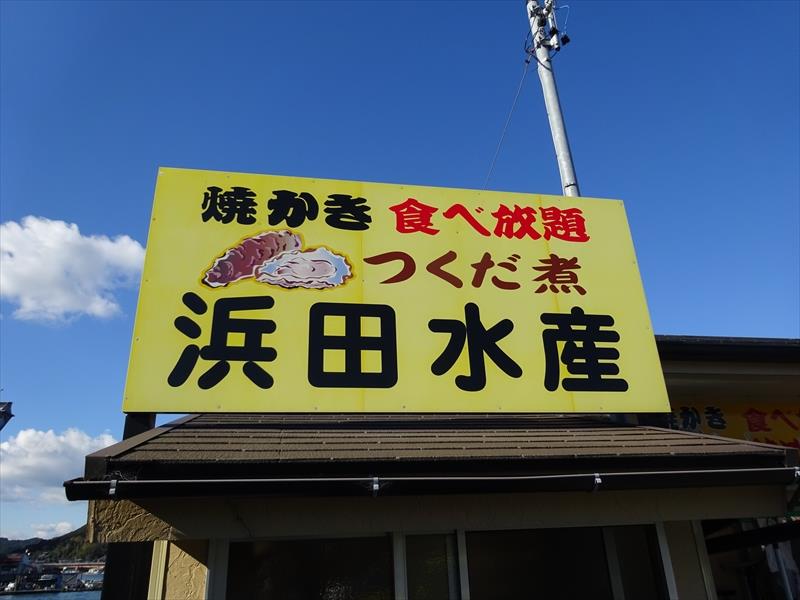 焼かき 食べ放題
つくだ煮
浜田水産
焼かき 食べ